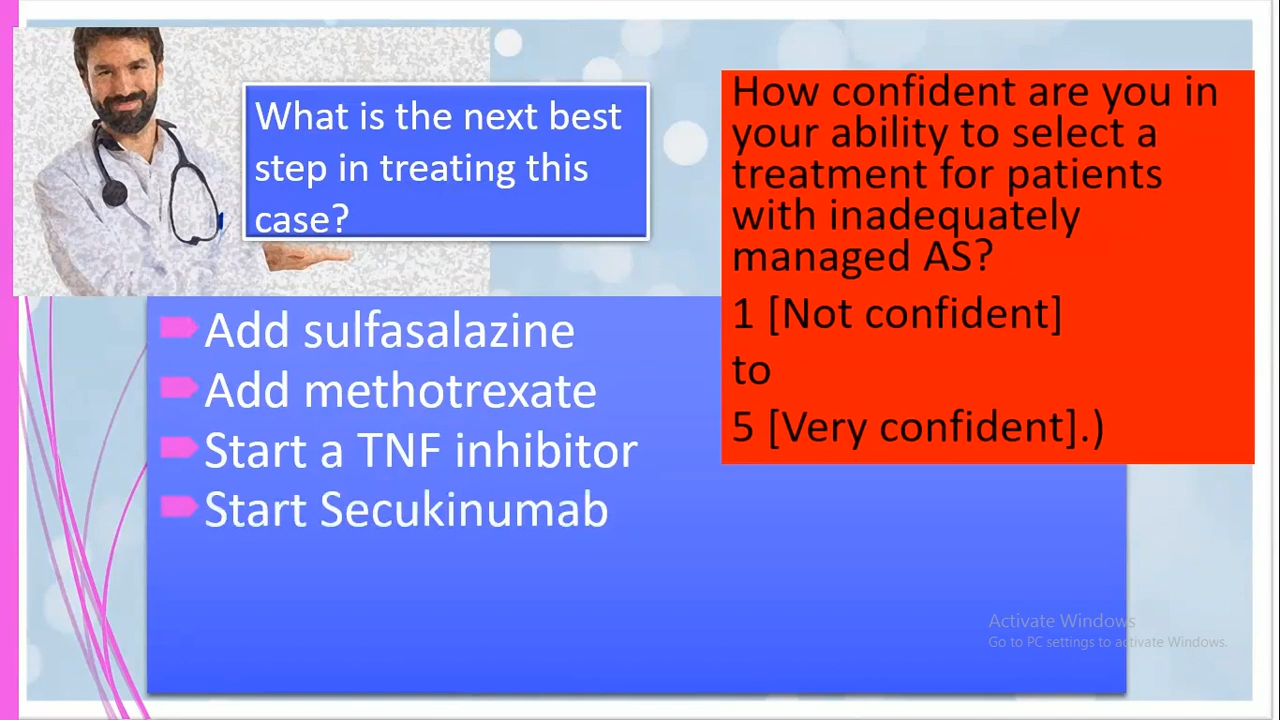 What is the next best
step in treating this
case?
How confident are you in
your ability to select a
treatment for patients
with inadequately
managed AS?
1 [Not confident]
to
5 [Very confident].)
Add sulfasalazine
Add methotrexate
Start a TNF inhibitor
Start Secukinumab
Activate Windows
Go to PC settings to activate Windows.